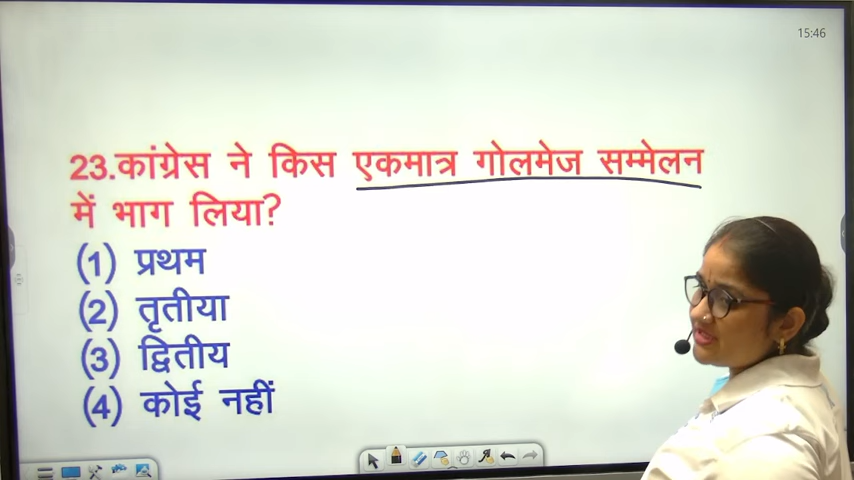 15:46
23.कांग्रेस ने किस एकमात्र गोलमेज सम्मेलन
में भाग लिया?
(1) प्रथम
(2) तृतीया
(3) द्वितीय
(4) कोई नहीं